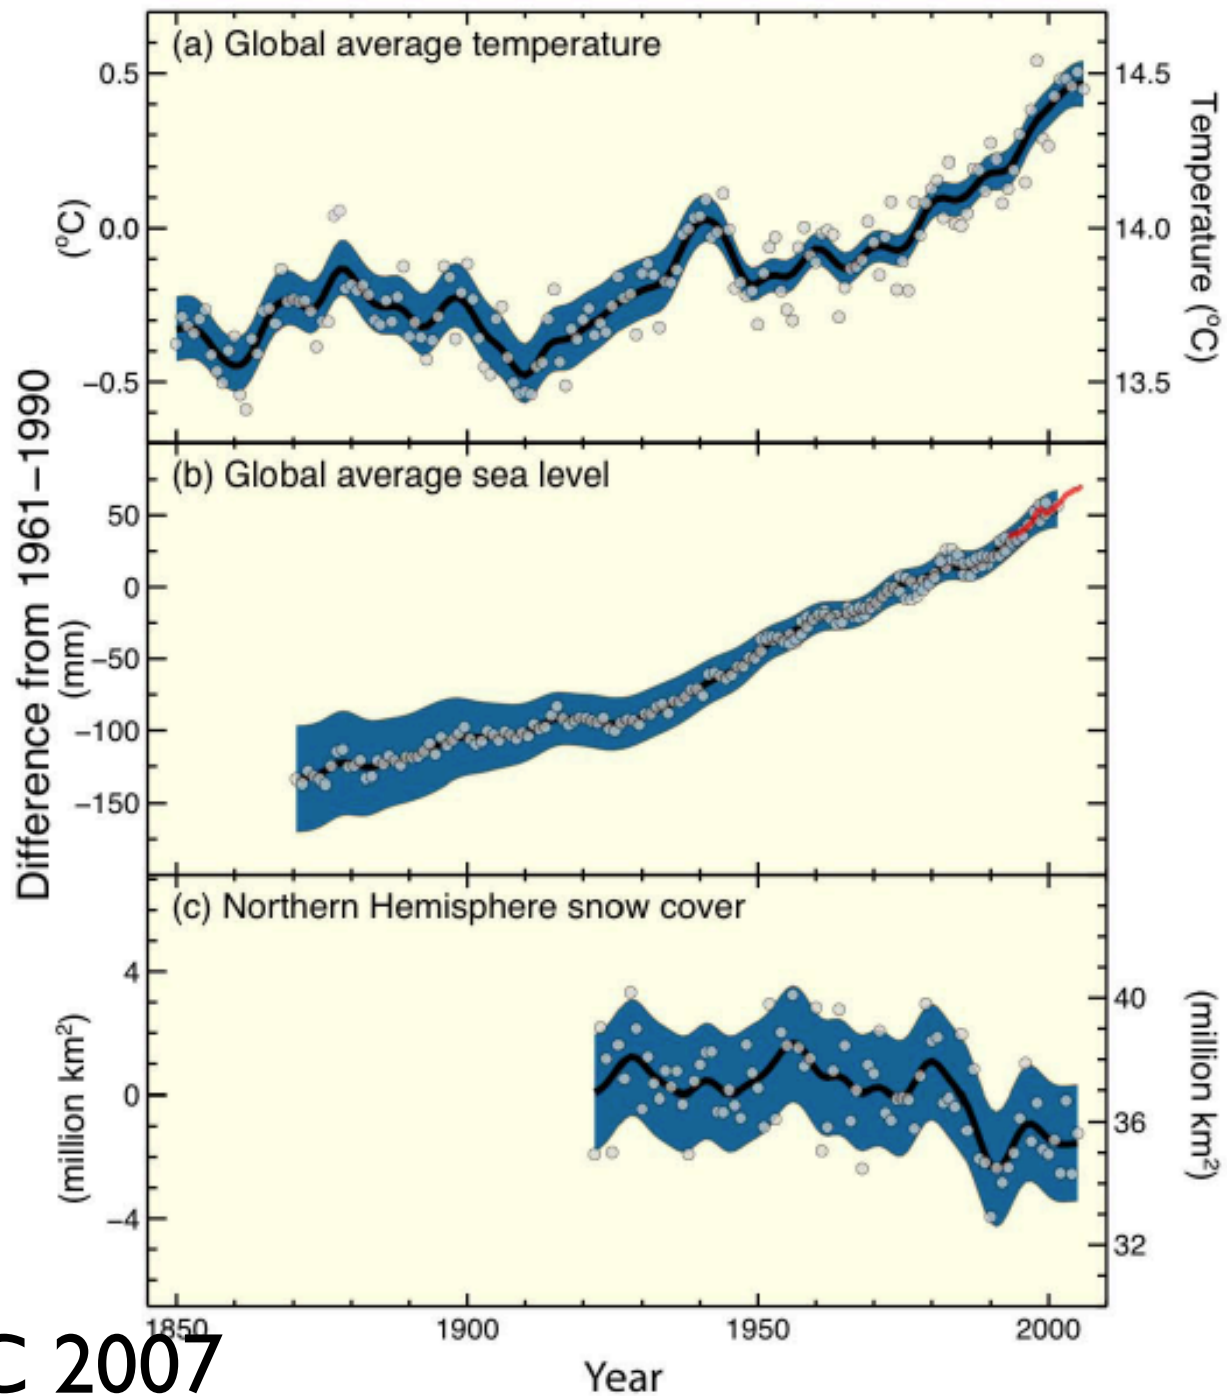 (a) Global average temperature
0.5
0.0
−0.5
(ºC)
14.5
14.0
13.5
Temperature (ºC)
Difference from 1961–1990
(b) Global average sea level
50
0
−50
−100
−150
(mm)
(c) Northern Hemisphere snow cover
4
0
−4
(million km²)
40
36
32
(million km²)
1850
1900
1950
2000
Year
C 2007